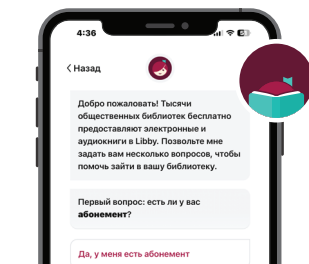 4:36
Назад
Добро пожаловать! Тысячи
общественных библиотек бесплатно
предоставляют электронные и
аудиокниги в Libby. Позвольте мне
задать вам несколько вопросов, чтобы
помочь зайти в вашу библиотеку.
Первый вопрос: есть ли у вас
абонемент?
Да, у меня есть абонемент